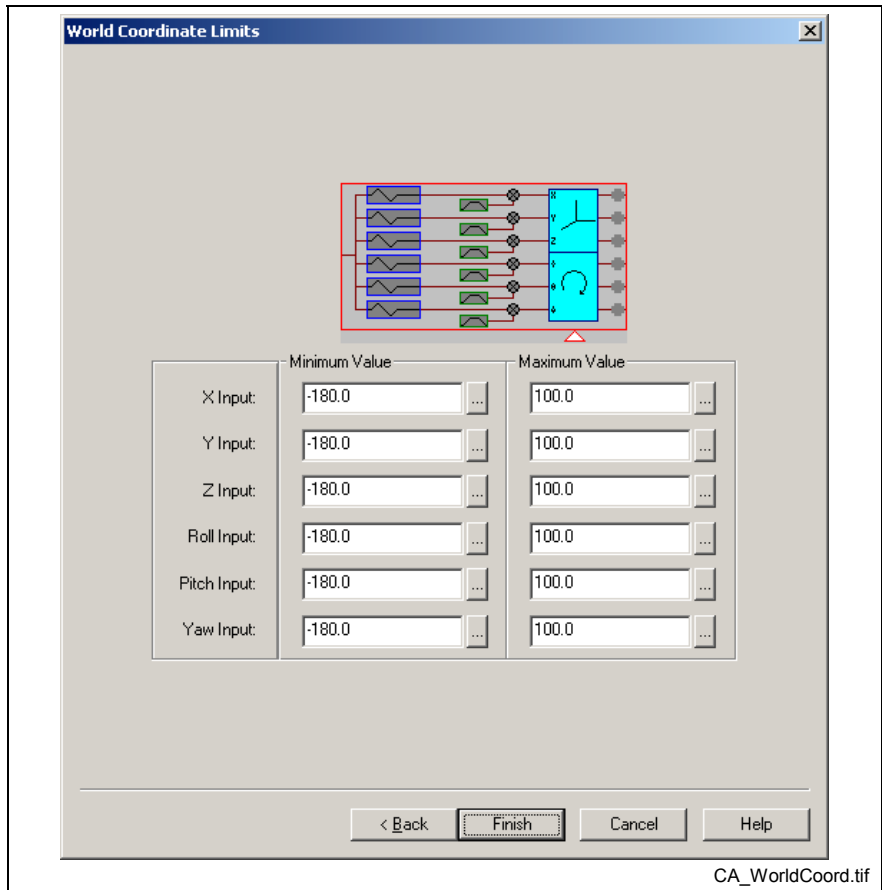 World Coordinate Limits
X
Y
Z
Minimum Value Maximum Value
X Input: -180.0 ... 100.0 ...
Y Input: -180.0 ... 100.0 ...
Z Input: -180.0 ... 100.0 ...
Roll Input: -180.0 ... 100.0 ...
Pitch Input: -180.0 ... 100.0 ...
Yaw Input: -180.0 ... 100.0 ...
< Back Finish Cancel Help
CA_WorldCoord.tif